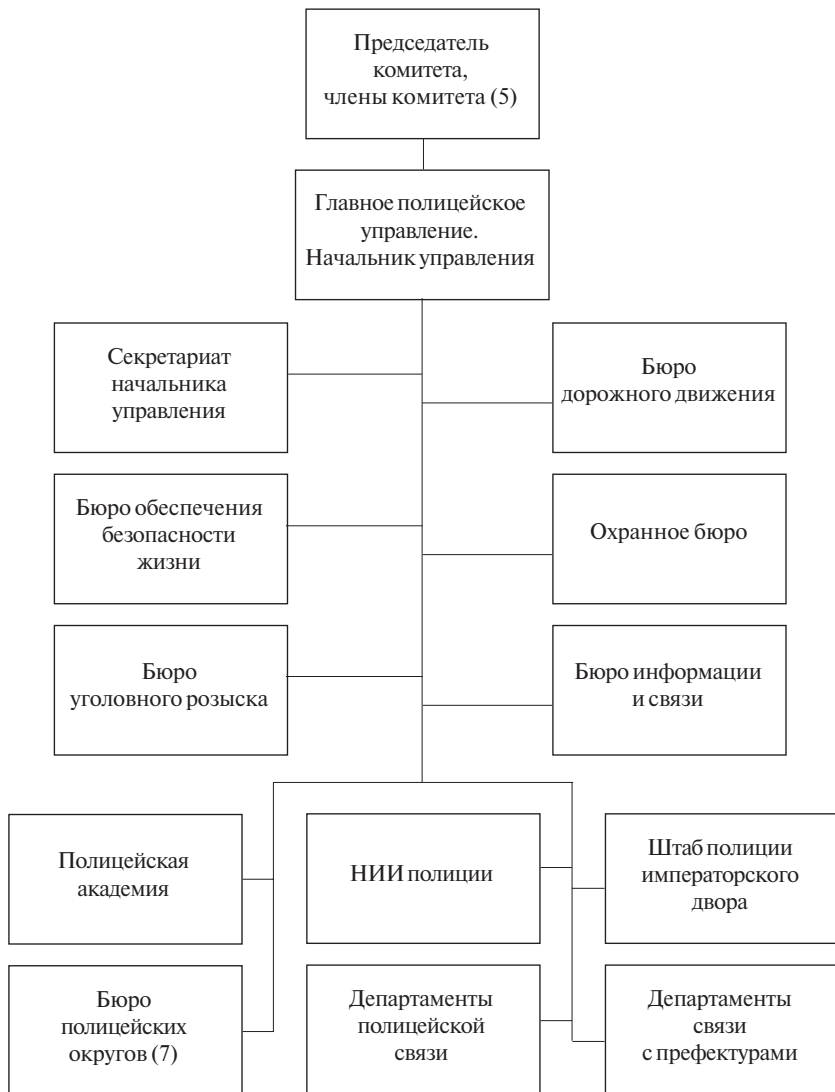 Председатель
комитета,
члены комитета (5)
Главное полицейское
управление.
Начальник управления
Секретариат
начальника
управления
Бюро
дорожного движения
Бюро обеспечения
безопасности
жизни
Охранное бюро
Бюро
уголовного розыска
Бюро информации
и связи
Полицейская
академия
НИИ полиции
Штаб полиции
императорского
двора
Бюро
полицейских
округов (7)
Департаменты
полицейской
связи
Департаменты
связи
с префектурами